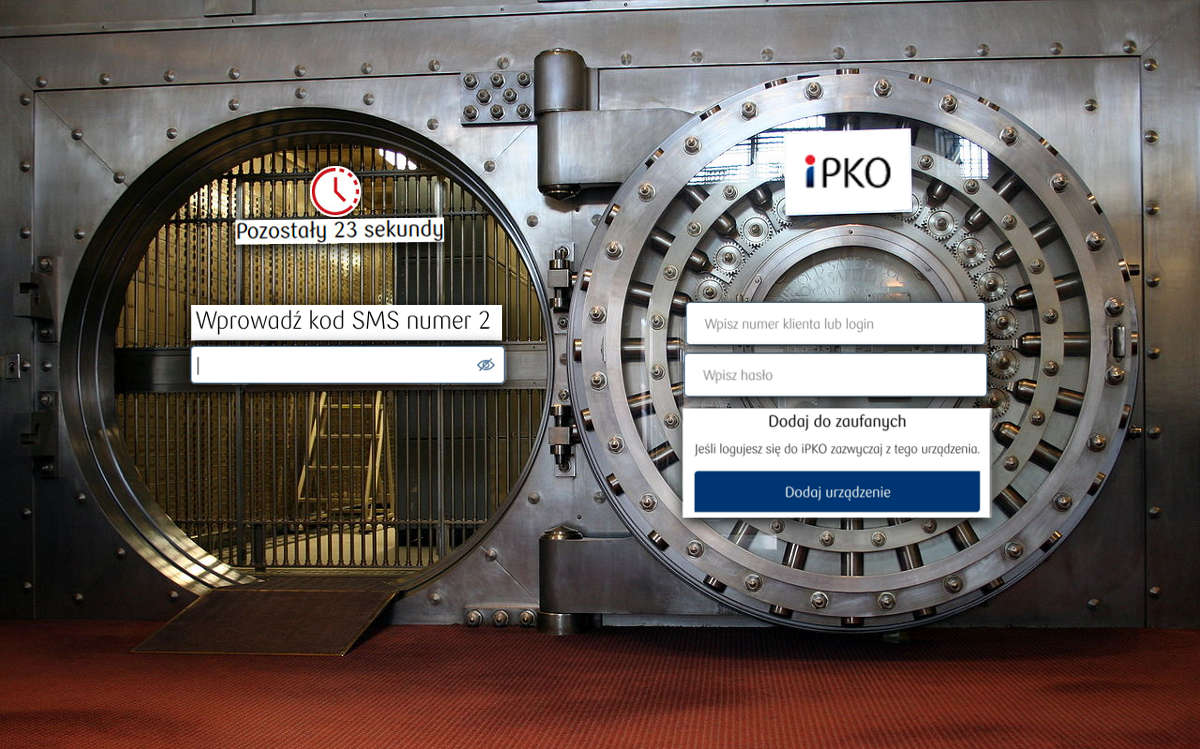 Pozostały 23 sekundy
Wprowadź kod SMS numer 2
iPKO
Wpisz numer klienta lub login
Wpisz hasło
Dodaj do zaufanych
Jeśli logujesz się do iPKO zazwyczaj z tego urządzenia.
Dodaj urządzenie